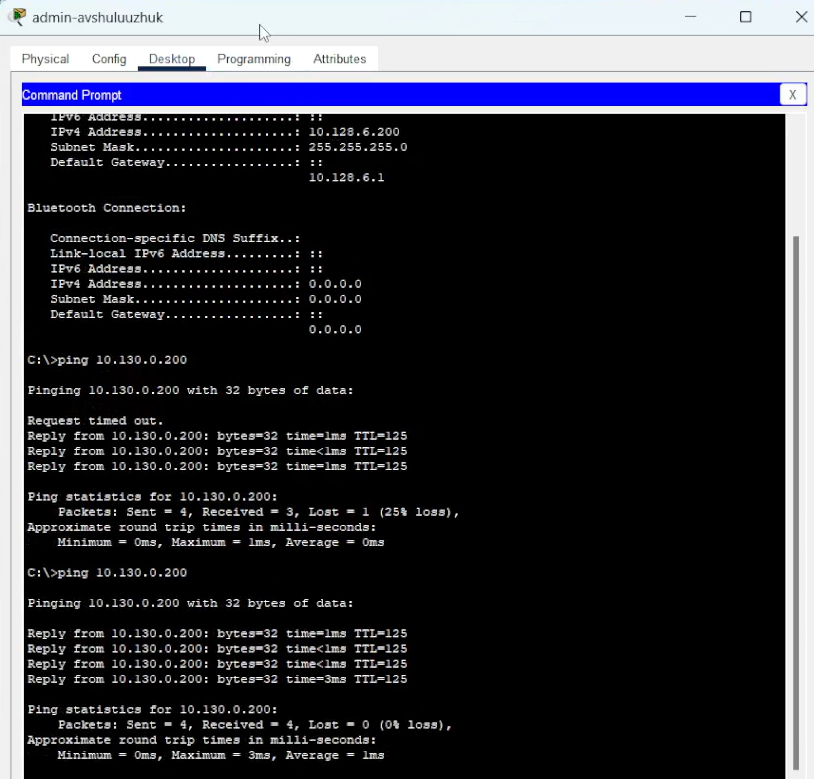 admin-avshuluuzhuk
Physical Config Desktop Programming Attributes
Command Prompt
X
IPv6 Address.....................: ::
IPv4 Address.....................: 10.128.6.200
Subnet Mask......................: 255.255.255.0
Default Gateway..................: ::
10.128.6.1
Bluetooth Connection:
Connection-specific DNS Suffix..:
Link-local IPv6 Address.........: ::
IPv6 Address.....................: ::
IPv4 Address.....................: 0.0.0.0
Subnet Mask......................: 0.0.0.0
Default Gateway..................: ::
0.0.0.0
C:\>ping 10.130.0.200
Pinging 10.130.0.200 with 32 bytes of data:
Request timed out.
Reply from 10.130.0.200: bytes=32 time=1ms TTL=125
Reply from 10.130.0.200: bytes=32 time<1ms TTL=125
Reply from 10.130.0.200: bytes=32 time=1ms TTL=125
Ping statistics for 10.130.0.200:
Packets: Sent = 4, Received = 3, Lost = 1 (25% loss),
Approximate round trip times in milli-seconds:
Minimum = 0ms, Maximum = 1ms, Average = 0ms
C:\>ping 10.130.0.200
Pinging 10.130.0.200 with 32 bytes of data:
Reply from 10.130.0.200: bytes=32 time=1ms TTL=125
Reply from 10.130.0.200: bytes=32 time<1ms TTL=125
Reply from 10.130.0.200: bytes=32 time<1ms TTL=125
Reply from 10.130.0.200: bytes=32 time=3ms TTL=125
Ping statistics for 10.130.0.200:
Packets: Sent = 4, Received = 4, Lost = 0 (0% loss),
Approximate round trip times in milli-seconds:
Minimum = 0ms, Maximum = 3ms, Average = 1ms